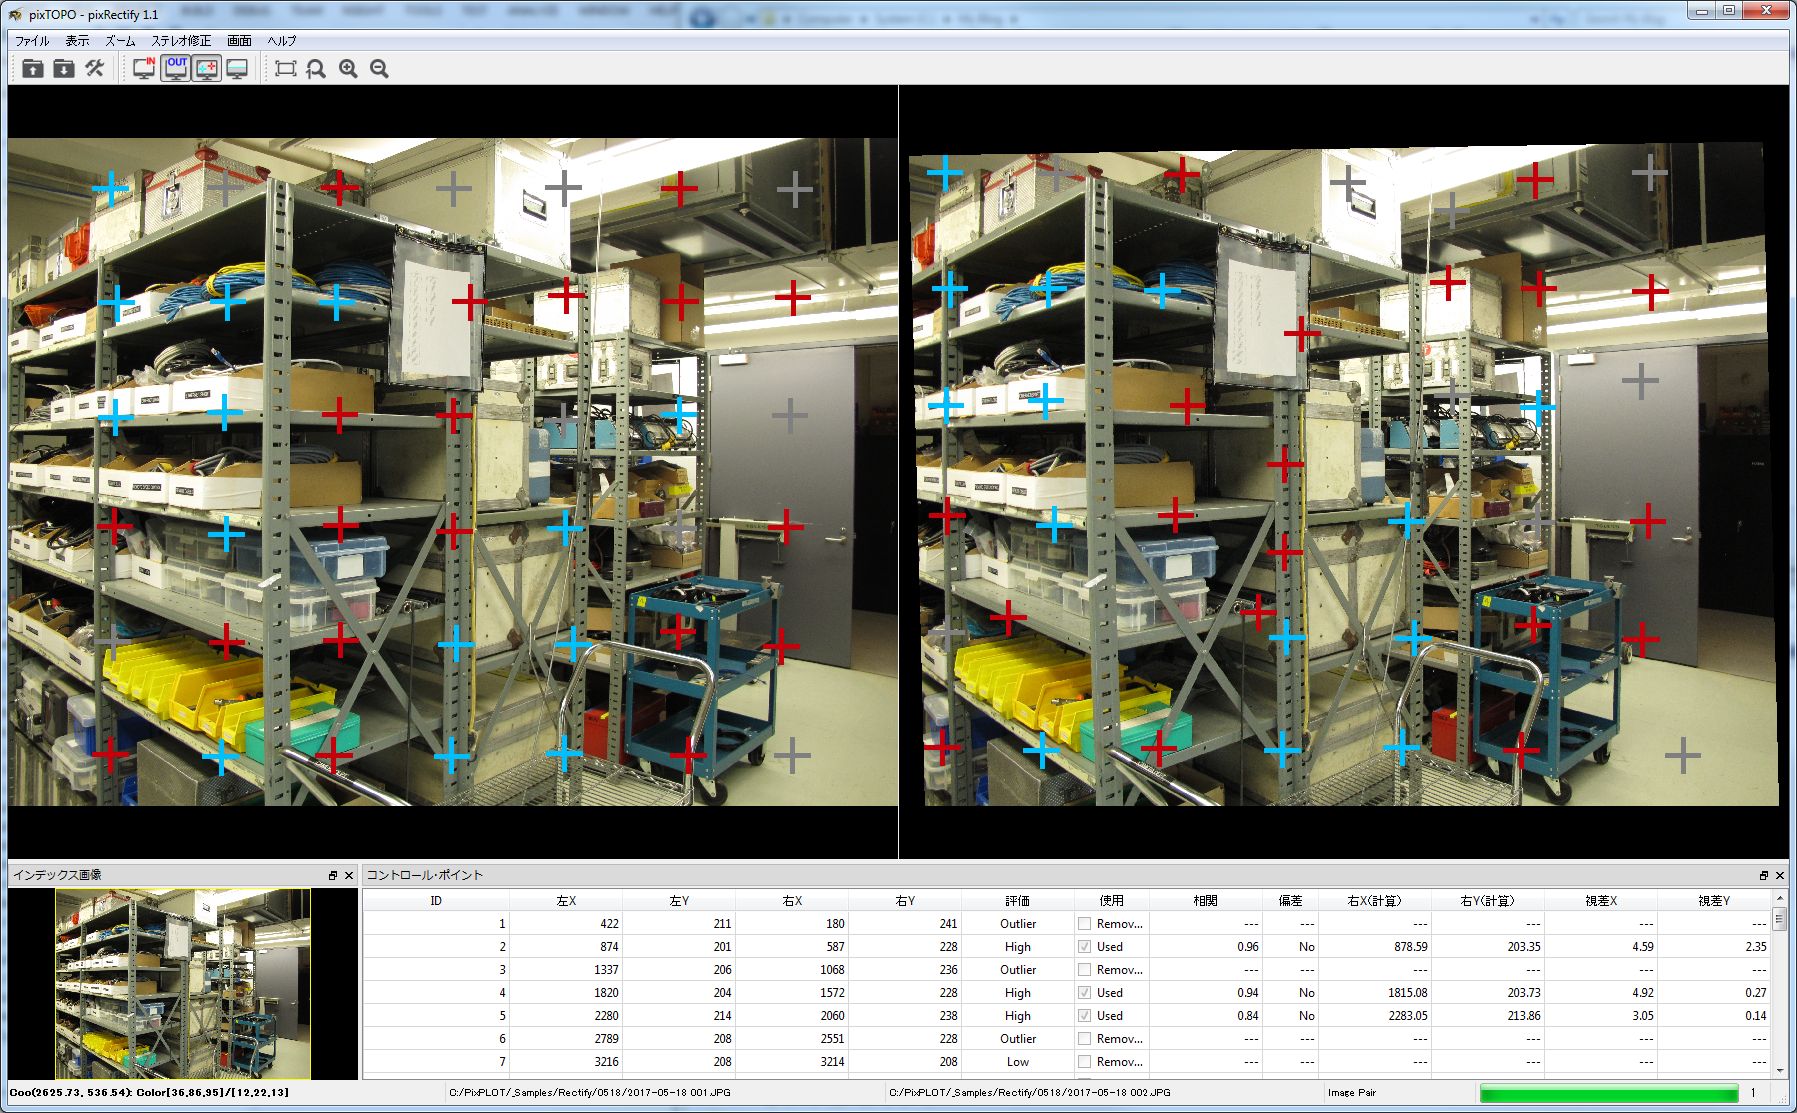 pixTOPO - pixRectify 1.1
ファイル 表示 ズーム ステレオ修正 画面 ヘルプ
IN OUT
インデックス画像
コントロール・ポイント
ID 左X 左Y 右X 右Y 評価 使用 相関 偏差 右X(計算) 右Y(計算) 視差X 視差Y
1 422 211 180 241 Outlier Remov... --- --- --- --- --- ---
2 874 201 587 228 High Used 0.96 No 878.59 203.35 4.59 2.35
3 1337 206 1068 236 Outlier Remov... --- --- --- --- --- ---
4 1820 204 1572 228 High Used 0.94 No 1815.08 203.73 4.92 0.27
5 2280 214 2060 238 High Used 0.84 No 2283.05 213.86 3.05 0.14
6 2789 208 2551 228 Outlier Remov... --- --- --- --- --- ---
7 3216 208 3214 208 Low Remov... --- --- --- --- --- ---
Coo(2625.73, 536.54): Color[36,86,95]/[12,22,13] C:/PixPLOT/_Samples/Rectify/0518/2017-05-18 001.JPG C:/PixPLOT/_Samples/Rectify/0518/2017-05-18 002.JPG Image Pair 1